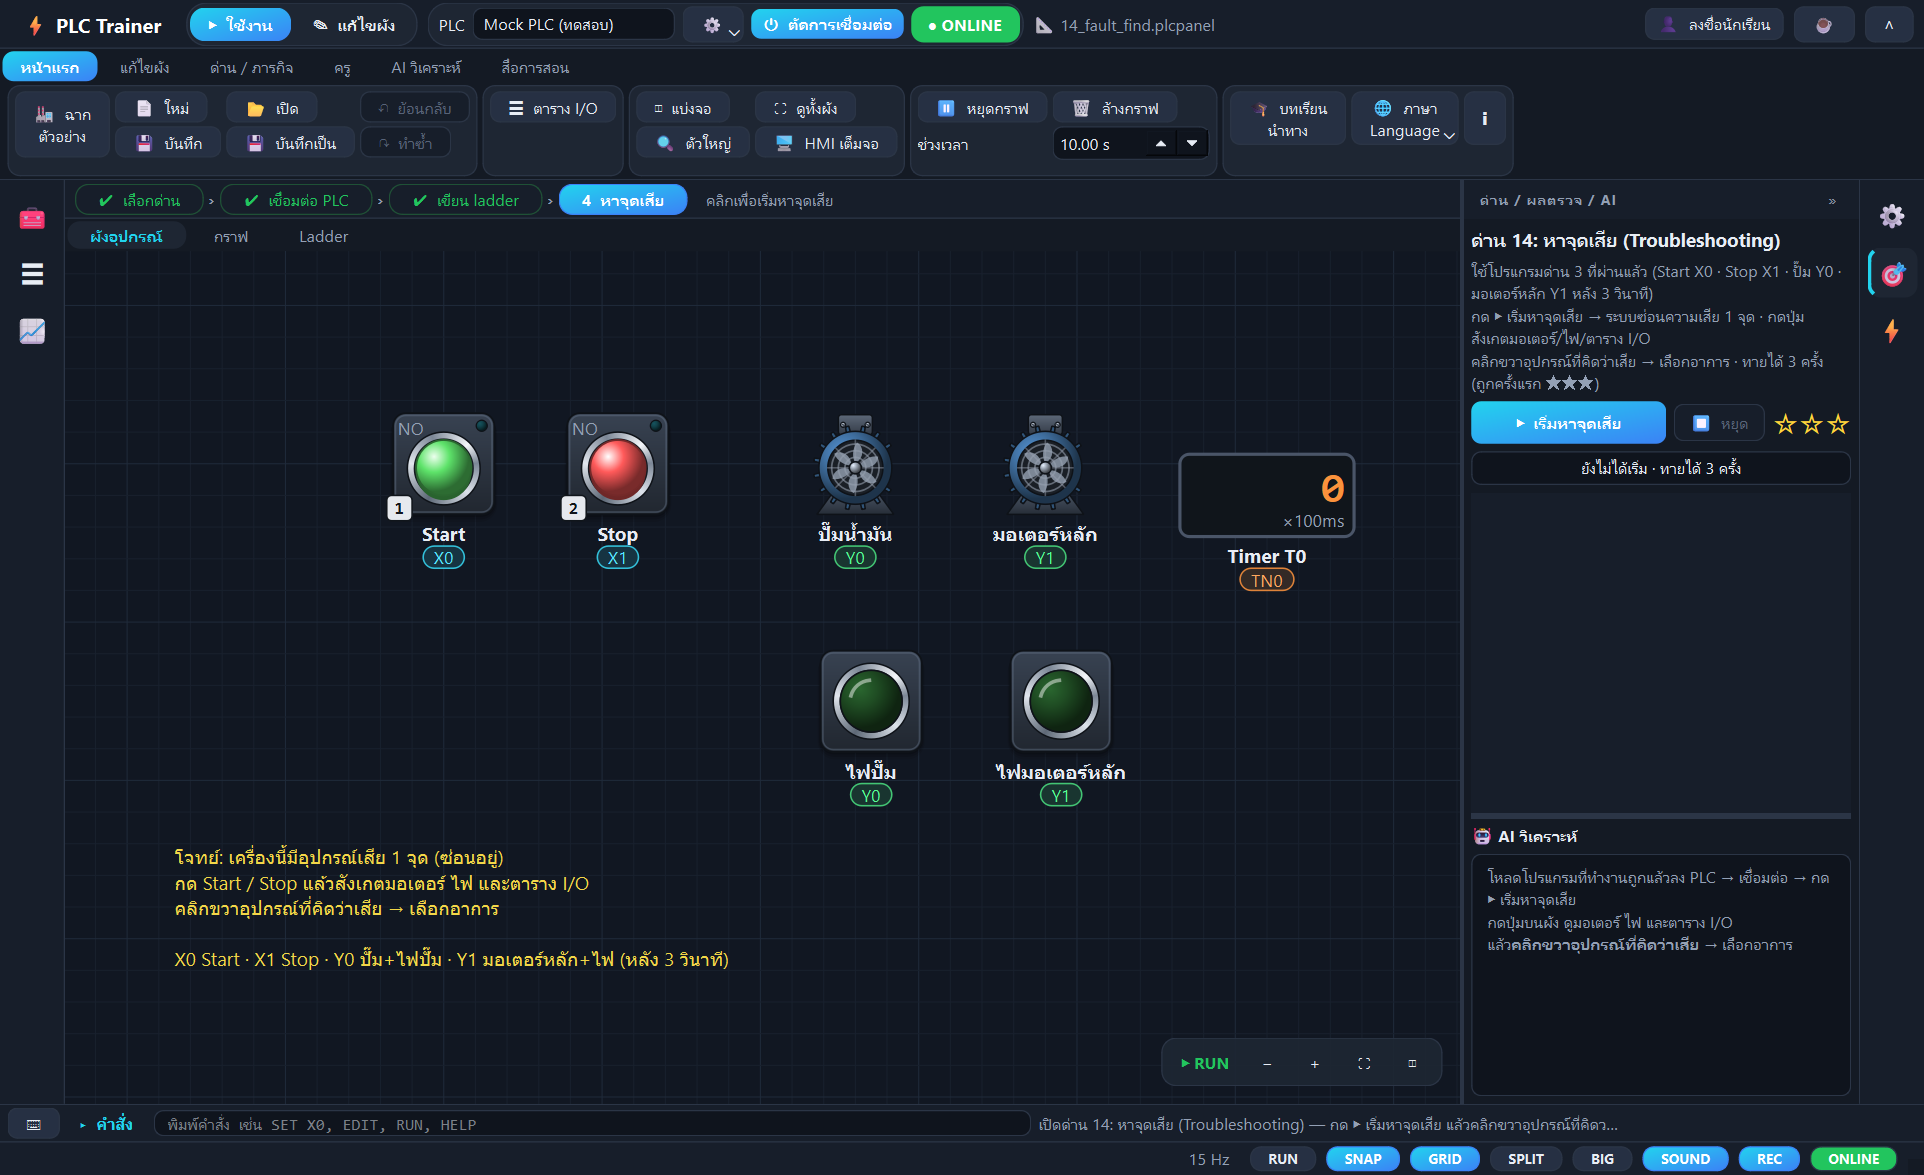 PLC Trainer
ใช้งาน
แก้ไขผัง
PLC
Mock PLC (ทดสอบ)
ตัดการเชื่อมต่อ
● ONLINE
14_fault_find.plcpanel
ลงชื่อนักเรียน
หน้าแรก
แก้ไขผัง
ด่าน / ภารกิจ
ครู
AI วิเคราะห์
สื่อการสอน
ฉาก
ตัวอย่าง
ใหม่
เปิด
ย้อนกลับ
บันทึก
บันทึกเป็น
ทำซ้ำ
ตาราง I/O
แบ่งจอ
ดูทั้งผัง
ตัวใหญ่
HMI เต็มจอ
หยุดกราฟ
ล้างกราฟ
ช่วงเวลา
10.00 s
บทเรียน
นำทาง
ภาษา
Language
i
✔ เลือกด่าน
›
✔ เชื่อมต่อ PLC
›
✔ เขียน ladder
›
4 หาจุดเสีย
คลิกเพื่อเริ่มหาจุดเสีย
ผังอุปกรณ์
กราฟ
Ladder
NO
1
Start
X0
NO
2
Stop
X1
ปั๊มน้ำมัน
Y0
มอเตอร์หลัก
Y1
0
×100ms
Timer T0
TN0
ไฟปั๊ม
Y0
ไฟมอเตอร์หลัก
Y1
โจทย์: เครื่องนี้มีอุปกรณ์เสีย 1 จุด (ซ่อนอยู่)
กด Start / Stop แล้วสังเกตมอเตอร์ ไฟ และตาราง I/O
คลิกขวาอุปกรณ์ที่คิดว่าเสีย → เลือกอาการ
X0 Start · X1 Stop · Y0 ปั๊ม+ไฟปั๊ม · Y1 มอเตอร์หลัก+ไฟ (หลัง 3 วินาที)
▶ RUN
−
+
ด่าน / ผลตรวจ / AI
»
ด่าน 14: หาจุดเสีย (Troubleshooting)
ใช้โปรแกรมด่าน 3 ที่ผ่านแล้ว (Start X0 · Stop X1 · ปั๊ม Y0 ·
มอเตอร์หลัก Y1 หลัง 3 วินาที)
กด ▶ เริ่มหาจุดเสีย → ระบบซ่อนความเสีย 1 จุด · กดปุ่ม
สังเกตมอเตอร์/ไฟ/ตาราง I/O
คลิกขวาอุปกรณ์ที่คิดว่าเสีย → เลือกอาการ · ทายได้ 3 ครั้ง
(ถูกครั้งแรก ★★★)
▶ เริ่มหาจุดเสีย
หยุด
☆☆☆
ยังไม่ได้เริ่ม · ทายได้ 3 ครั้ง
AI วิเคราะห์
โหลดโปรแกรมที่ทำงานถูกแล้วลง PLC → เชื่อมต่อ → กด
▶ เริ่มหาจุดเสีย
กดปุ่มบนผัง ดูมอเตอร์ ไฟ และตาราง I/O
แล้วคลิกขวาอุปกรณ์ที่คิดว่าเสีย → เลือกอาการ
▸ คำสั่ง
พิมพ์คำสั่ง เช่น SET X0, EDIT, RUN, HELP
เปิดด่าน 14: หาจุดเสีย (Troubleshooting) — กด ▶ เริ่มหาจุดเสีย แล้วคลิกขวาอุปกรณ์ที่คิดว...
15 Hz
RUN
SNAP
GRID
SPLIT
BIG
SOUND
REC
ONLINE